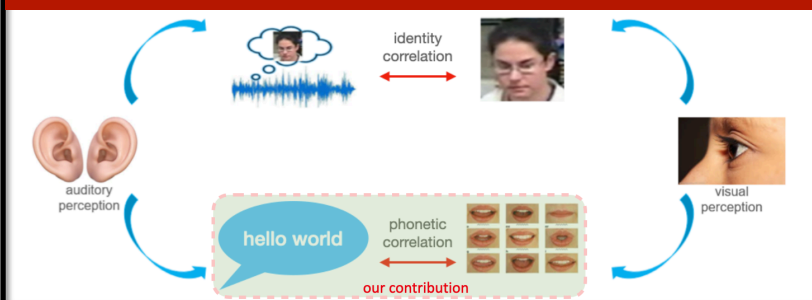 identity
correlation
auditory
perception
visual
perception
hello world
phonetic
correlation
our contribution